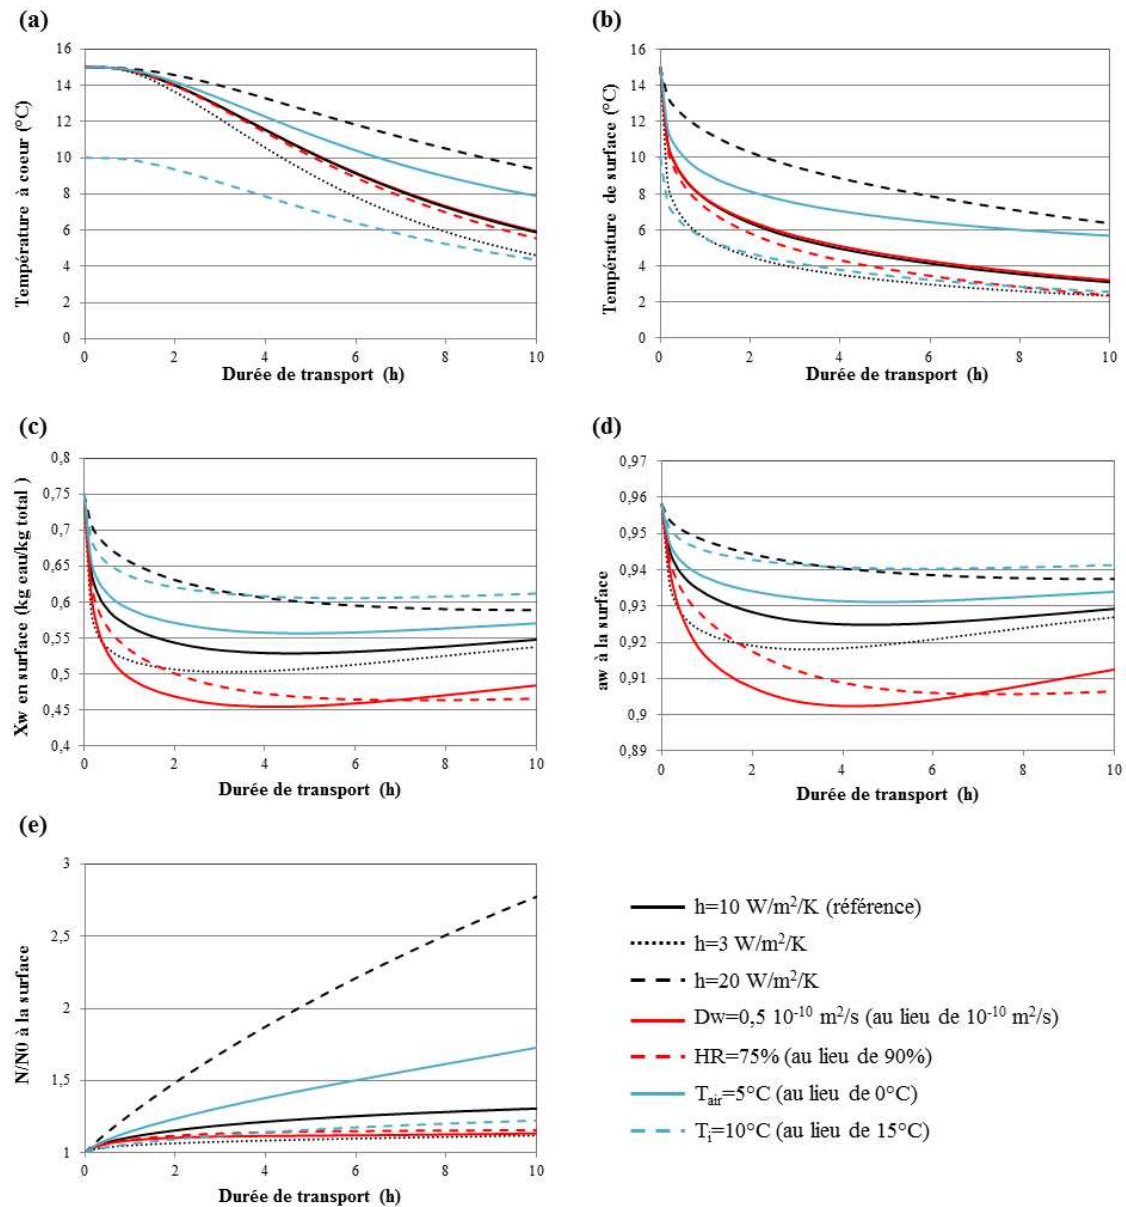 (a)
Température à coeur (°C)
16
14
12
10
8
6
4
2
0
0 2 4 6 8 10
Durée de transport (h)
(b)
Température de surface (°C)
16
14
12
10
8
6
4
2
0
0 2 4 6 8 10
Durée de transport (h)
(c)
Xw en surface (kg eau/kg total )
0,8
0,75
0,7
0,65
0,6
0,55
0,5
0,45
0,4
0 2 4 6 8 10
Durée de transport (h)
(d)
aw à la surface
0,97
0,96
0,95
0,94
0,93
0,92
0,91
0,9
0,89
0 2 4 6 8 10
Durée de transport (h)
(e)
N/N0 à la surface
3
2,5
2
1,5
1
0 2 4 6 8 10
Durée de transport (h)
h=10 W/m²/K (référence)
h=3 W/m²/K
h=20 W/m²/K
Dw=0,5 10⁻¹⁰ m²/s (au lieu de 10⁻¹⁰ m²/s)
HR=75% (au lieu de 90%)
Tair=5°C (au lieu de 0°C)
Ti=10°C (au lieu de 15°C)